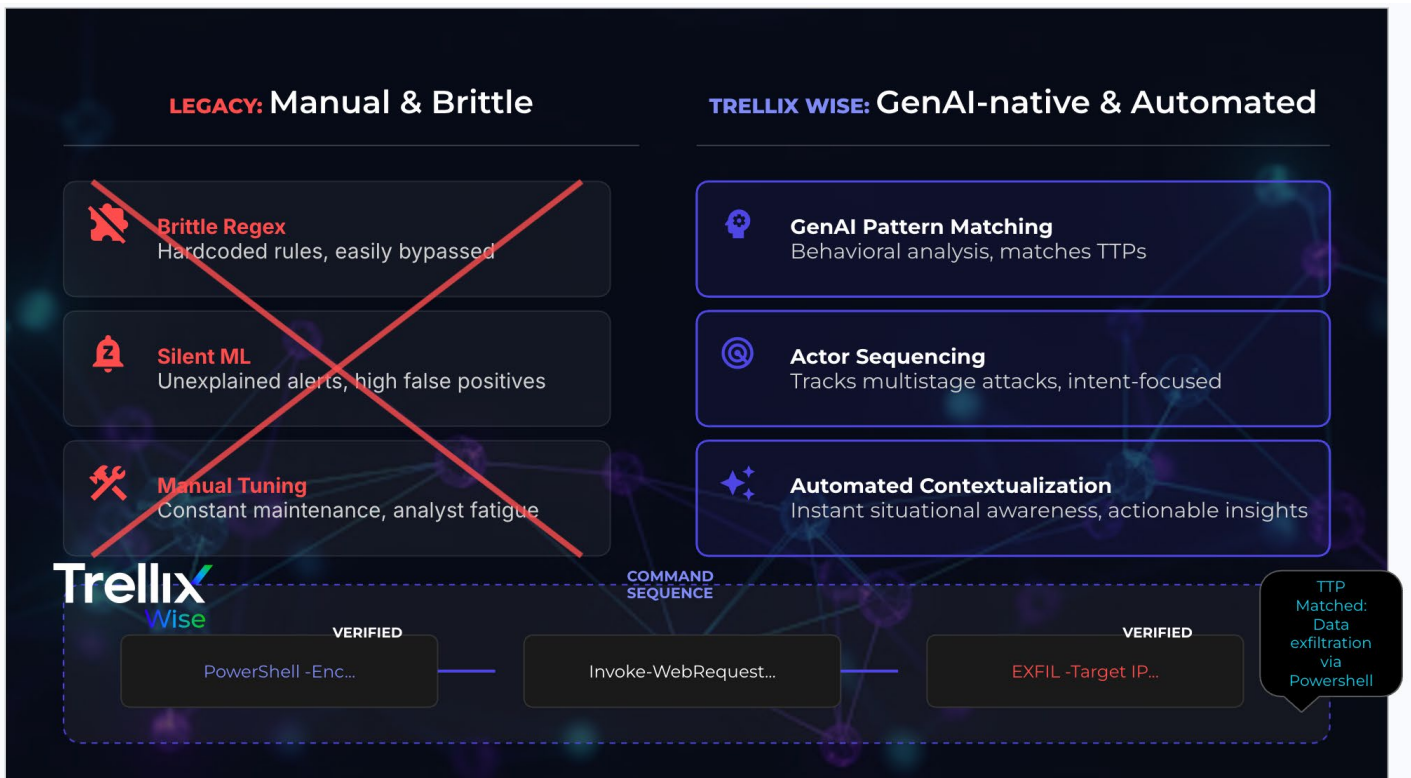 LEGACY: Manual & Brittle
Brittle Regex
Hardcoded rules, easily bypassed
Silent ML
Unexplained alerts, high false positives
Manual Tuning
Constant maintenance, analyst fatigue
TRELLIX WISE: GenAI-native & Automated
GenAI Pattern Matching
Behavioral analysis, matches TTPs
Actor Sequencing
Tracks multistage attacks, intent-focused
Automated Contextualization
Instant situational awareness, actionable insights
Trellix
Wise
COMMAND
SEQUENCE
VERIFIED
PowerShell -Enc...
Invoke-WebRequest...
VERIFIED
EXFIL -Target IP...
TTP
Matched:
Data
exfiltration
via
Powershell